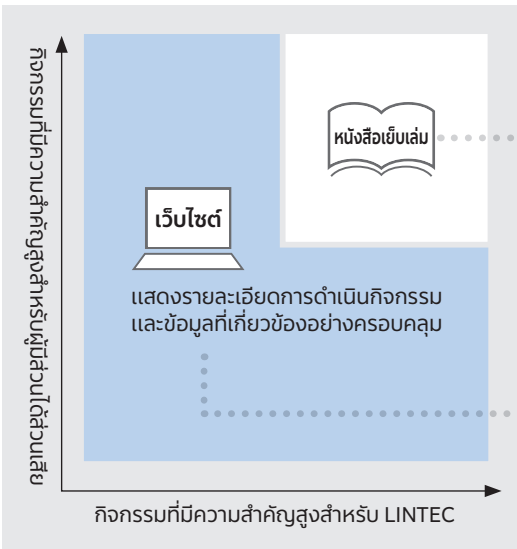 กิจกรรมที่มีความสำคัญสูงสำหรับผู้มีส่วนได้ส่วนเสีย
หนังสือเย็บเล่ม
เว็บไซต์
แสดงรายละเอียดการดำเนินกิจกรรม
และข้อมูลที่เกี่ยวข้องอย่างครอบคลุม
กิจกรรมที่มีความสำคัญสูงสำหรับ LINTEC